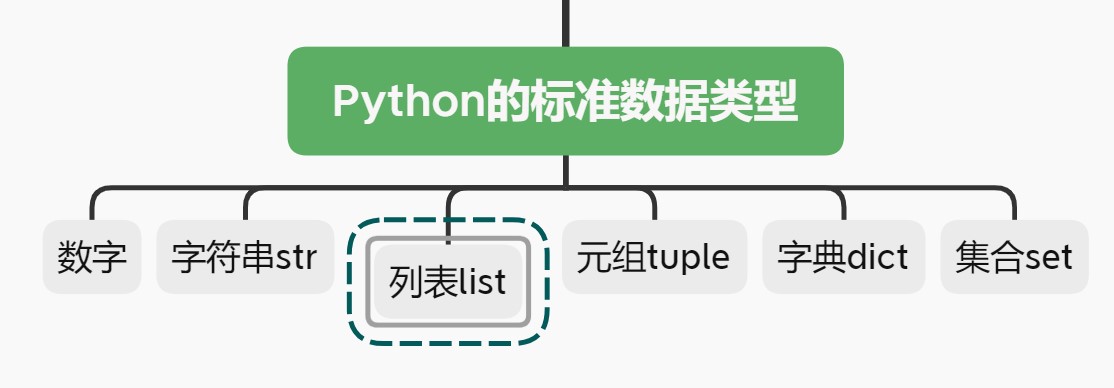 Python的标准数据类型
数字
字符串str
列表list
元组tuple
字典dict
集合set